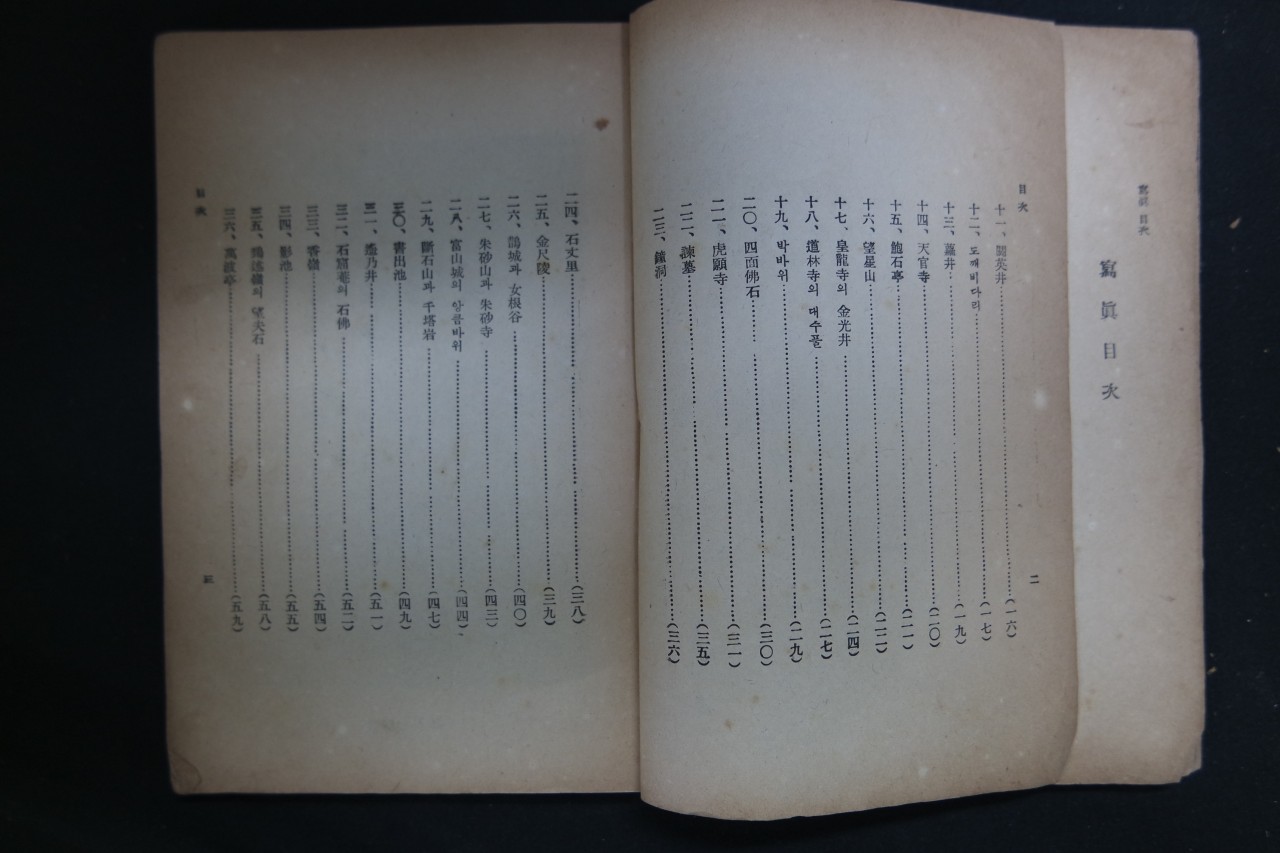 寫眞 目次
寫眞目次
目次
十一、閼英井……(一六)
十二、도깨비다리……(一七)
十三、蘿井……(一九)
十四、天官寺……(二〇)
十五、鮑石亭……(二一)
十六、望星山……(二二)
十七、皇龍寺의 金光井……(二四)
十八、道林寺의 대수풀……(二七)
十九、박바위……(二九)
二〇、四面佛石……(三〇)
二一、虎願寺……(三一)
二二、諫墓……(三五)
二三、鐘洞……(三六)
二
二四、石丈里……(三八)
二五、金尺陵……(三九)
二六、鵲城과 女根谷……(四〇)
二七、朱砂山과 朱砂寺……(四三)
二八、富山城의 앙큼바위……(四四)
二九、斷石山과 千塔岩……(四七)
三〇、書出池……(四九)
三一、遙乃井……(五一)
三二、石窟菴의 石佛……(五二)
三三、香嶺……(五四)
三四、影池……(五五)
三五、鵄述嶺의 望夫石……(五八)
三六、萬波亭……(五九)
目次
三